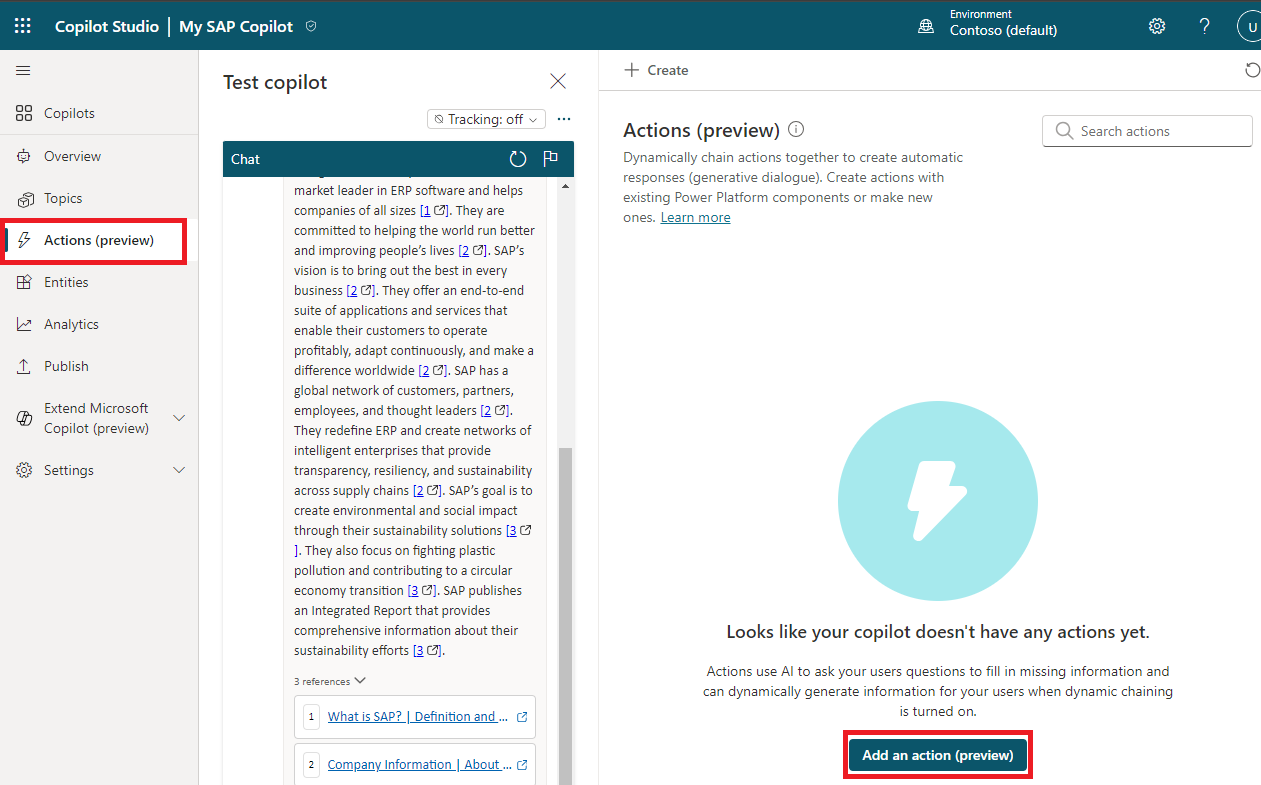 Copilot Studio | My SAP Copilot
Environment
Contoso (default)
U
Copilots
Overview
Topics
Actions (preview)
Entities
Analytics
Publish
Extend Microsoft
Copilot (preview)
Settings
Test copilot
Tracking: off
Chat
market leader in ERP software and helps
companies of all sizes [1]. They are
committed to helping the world run better
and improving people's lives [2]. SAP's
vision is to bring out the best in every
business [2]. They offer an end-to-end
suite of applications and services that
enable their customers to operate
profitably, adapt continuously, and make a
difference worldwide [2]. SAP has a
global network of customers, partners,
employees, and thought leaders [2].
They redefine ERP and create networks of
intelligent enterprises that provide
transparency, resiliency, and sustainability
across supply chains [2]. SAP's goal is to
create environmental and social impact
through their sustainability solutions [3
]. They also focus on fighting plastic
pollution and contributing to a circular
economy transition [3]. SAP publishes
an Integrated Report that provides
comprehensive information about their
sustainability efforts [3].
3 references
1 What is SAP? | Definition and ...
2 Company Information | About ...
+ Create
Actions (preview)
Search actions
Dynamically chain actions together to create automatic
responses (generative dialogue). Create actions with
existing Power Platform components or make new
ones. Learn more
Looks like your copilot doesn't have any actions yet.
Actions use AI to ask your users questions to fill in missing information and
can dynamically generate information for your users when dynamic chaining
is turned on.
Add an action (preview)